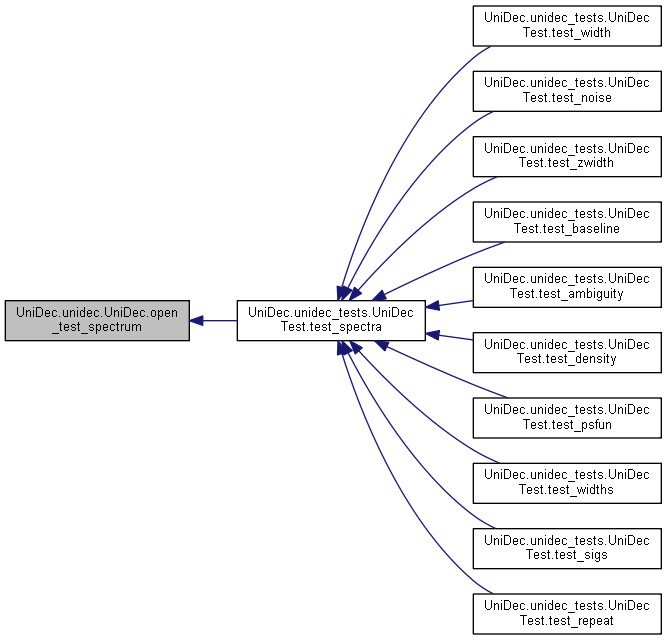 UniDec.unidec.UniDec.open
_test_spectrum
UniDec.unidec_tests.UniDec
Test.test_spectra
UniDec.unidec_tests.UniDec
Test.test_width
UniDec.unidec_tests.UniDec
Test.test_noise
UniDec.unidec_tests.UniDec
Test.test_zwidth
UniDec.unidec_tests.UniDec
Test.test_baseline
UniDec.unidec_tests.UniDec
Test.test_ambiguity
UniDec.unidec_tests.UniDec
Test.test_density
UniDec.unidec_tests.UniDec
Test.test_psfun
UniDec.unidec_tests.UniDec
Test.test_widths
UniDec.unidec_tests.UniDec
Test.test_sigs
UniDec.unidec_tests.UniDec
Test.test_repeat